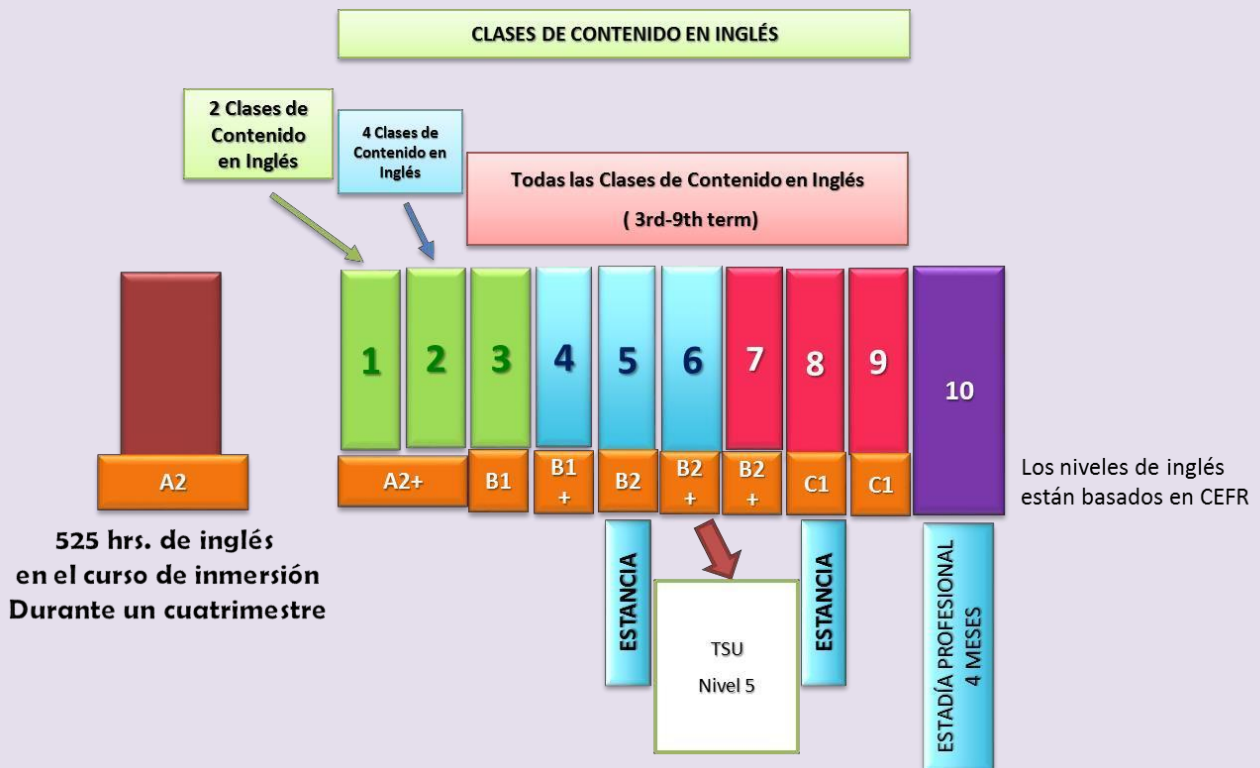 CLASES DE CONTENIDO EN INGLÉS
2 Clases de
Contenido
en Inglés
4 Clases de
Contenido en
Inglés
Todas las Clases de Contenido en Inglés
( 3rd-9th term)
1
2
3
4
5
6
7
8
9
10
A2
A2+
B1
B1
+
B2
B2
+
B2
+
C1
C1
Los niveles de inglés
están basados en CEFR
525 hrs. de inglés
en el curso de inmersión
Durante un cuatrimestre
ESTANCIA
TSU
Nivel 5
ESTANCIA
ESTADÍA PROFESIONAL
4 MESES